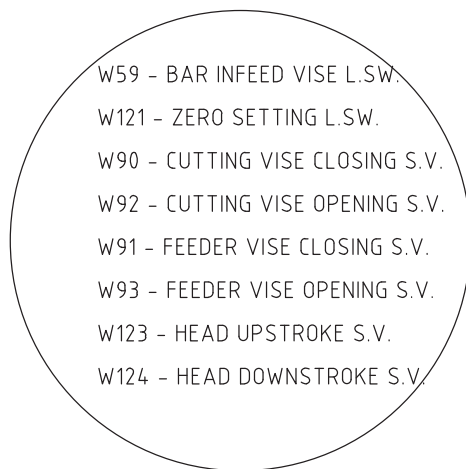 W59 - BAR INFEED VISE L.SW.
W121 - ZERO SETTING L.SW.
W90 - CUTTING VISE CLOSING S.V.
W92 - CUTTING VISE OPENING S.V.
W91 - FEEDER VISE CLOSING S.V.
W93 - FEEDER VISE OPENING S.V.
W123 - HEAD UPSTROKE S.V.
W124 - HEAD DOWNSTROKE S.V.